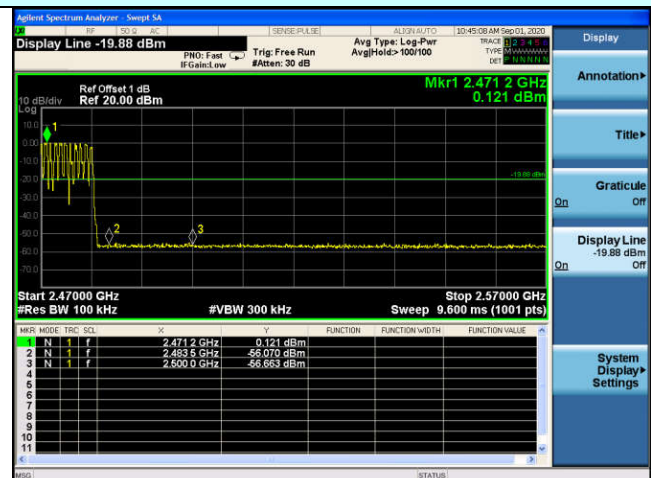 Agilent Spectrum Analyzer - Swept SA
RF 50 Ω AC SENSE:PULSE ALIGN AUTO 10:45:08 AM Sep 01, 2020
Display Line -19.88 dBm
PNO: Fast
IFGain:Low
Trig: Free Run
#Atten: 30 dB
Avg Type: Log-Pwr
Avg|Hold:>100/100
TRACE 1 2 3 4 5 6
TYPE M
DET P N N N N N
Ref Offset 1 dB
Ref 20.00 dBm
10 dB/div
Log
Mkr1 2.471 2 GHz
0.121 dBm
10.0
0.00
-10.0
-20.0
-30.0
-40.0
-50.0
-60.0
-70.0
1
2
3
-19.88 dBm
Start 2.47000 GHz Stop 2.57000 GHz
#Res BW 100 kHz #VBW 300 kHz Sweep 9.600 ms (1001 pts)
MKR MODE TRC SCL X Y FUNCTION FUNCTION WIDTH FUNCTION VALUE
1 N 1 f 2.471 2 GHz 0.121 dBm
2 N 1 f 2.483 5 GHz -56.070 dBm
3 N 1 f 2.500 0 GHz -56.663 dBm
4
5
6
7
8
9
10
11
MSG STATUS
Display
Annotation
Title
Graticule
On Off
Display Line
-19.88 dBm
On Off
System
Display
Settings